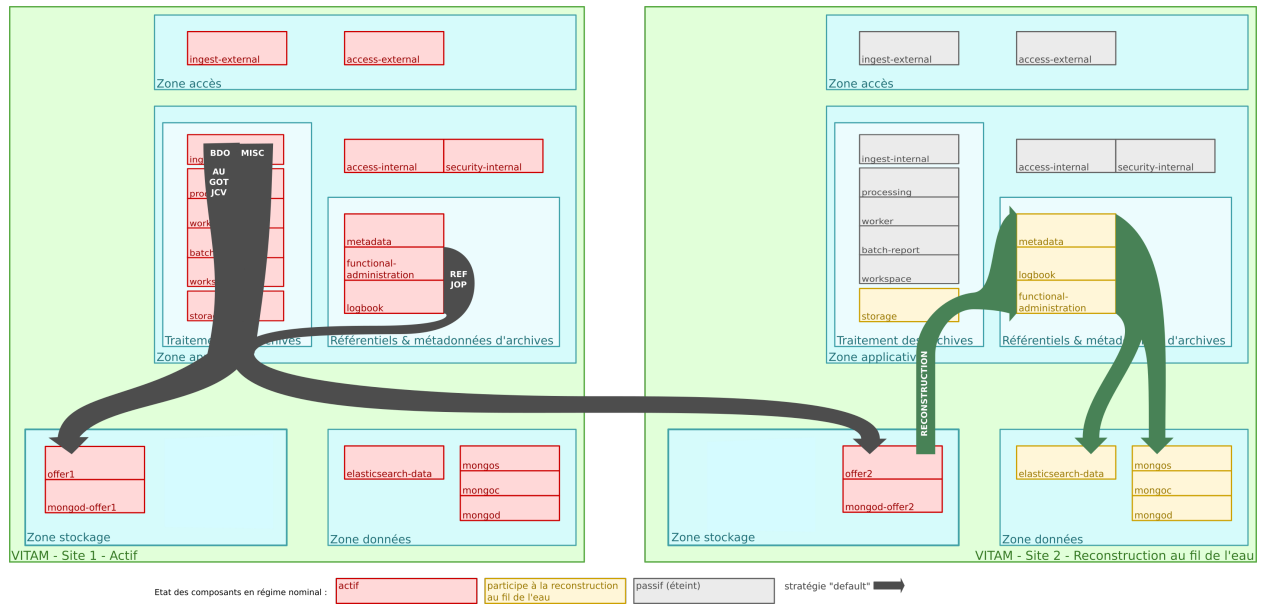 ingest-external
access-external
Zone accès
BDO MISC
AU
GOT
JCV
access-internal
security-internal
metadata
functional-
administration
logbook
REF
JOP
Référentiels & métadonnées d'archives
offer1
mongod-offer1
Zone stockage
elasticsearch-data
mongos
mongoc
mongod
Zone données
VITAM - Site 1 - Actif
ingest-external
access-external
Zone accès
ingest-internal
processing
worker
batch-report
workspace
storage
access-internal
security-internal
metadata
logbook
functional-
administration
RECONSTRUCTION
offer2
mongod-offer2
Zone stockage
elasticsearch-data
mongos
mongoc
mongod
Zone données
VITAM - Site 2 - Reconstruction au fil de l'eau
Etat des composants en régime nominal :
actif
participe à la reconstruction
au fil de l'eau
passif (éteint)
stratégie "default"